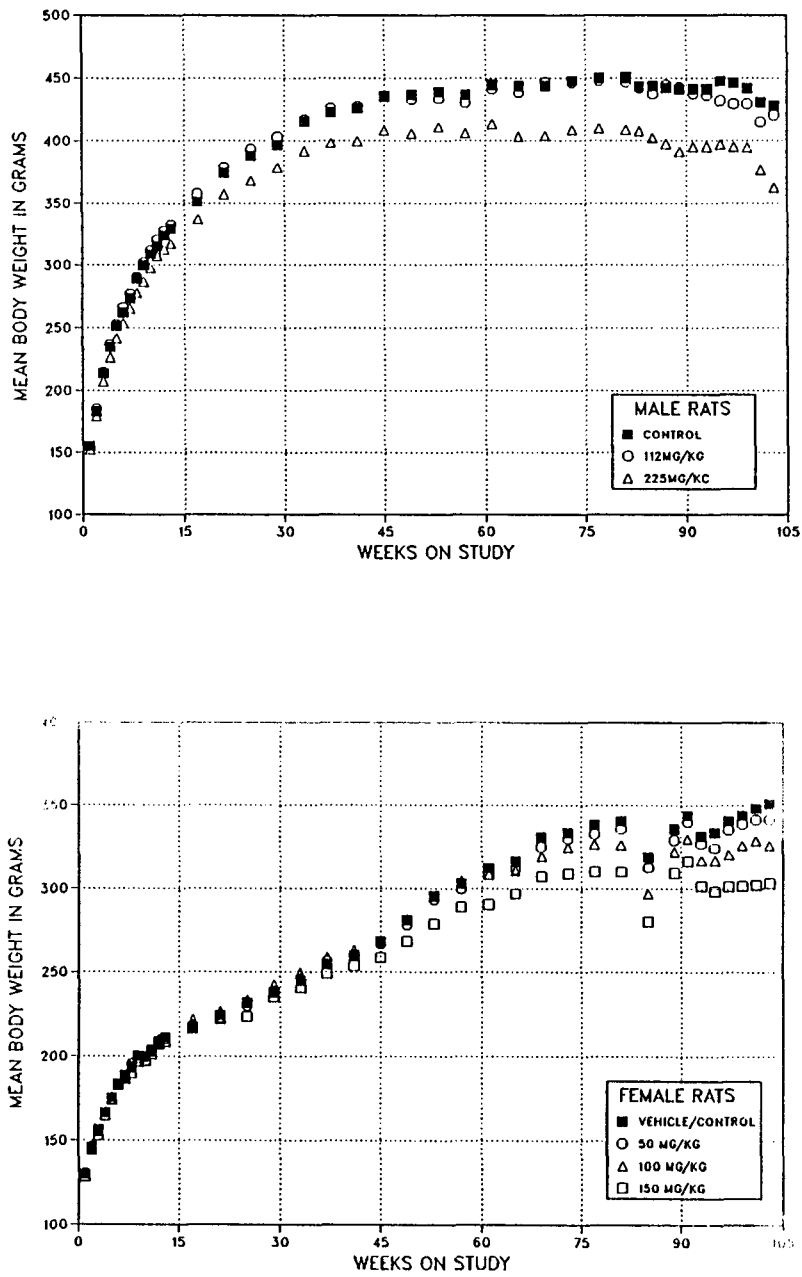 500
450
400
350
300
250
200
150
100
MEAN BODY WEIGHT IN GRAMS
MALE RATS
CONTROL
112MG/KG
225MG/KC
0 15 30 45 60 75 90 105
WEEKS ON STUDY
350
300
250
200
150
100
MEAN BODY WEIGHT IN GRAMS
FEMALE RATS
VEHICLE/CONTROL
50 MG/KG
100 MG/KG
150 MG/KG
0 15 30 45 60 75 90 105
WEEKS ON STUDY